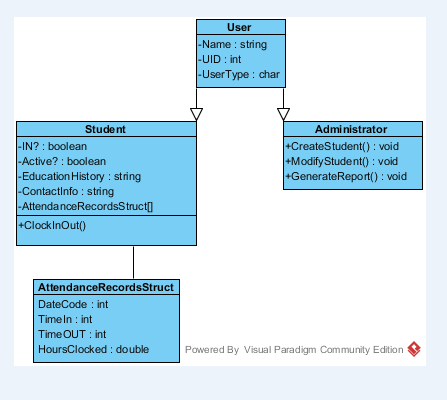 User
-Name : string
-UID : int
-UserType : char
Student
-IN? : boolean
-Active? : boolean
-EducationHistory : string
-ContactInfo : string
-AttendanceRecordsStruct[]
+ClockInOut()
Administrator
+CreateStudent() : void
+ModifyStudent() : void
+GenerateReport() : void
AttendanceRecordsStruct
DateCode : int
TimeIn : int
TimeOUT : int
HoursClocked : double
Powered By Visual Paradigm Community Edition